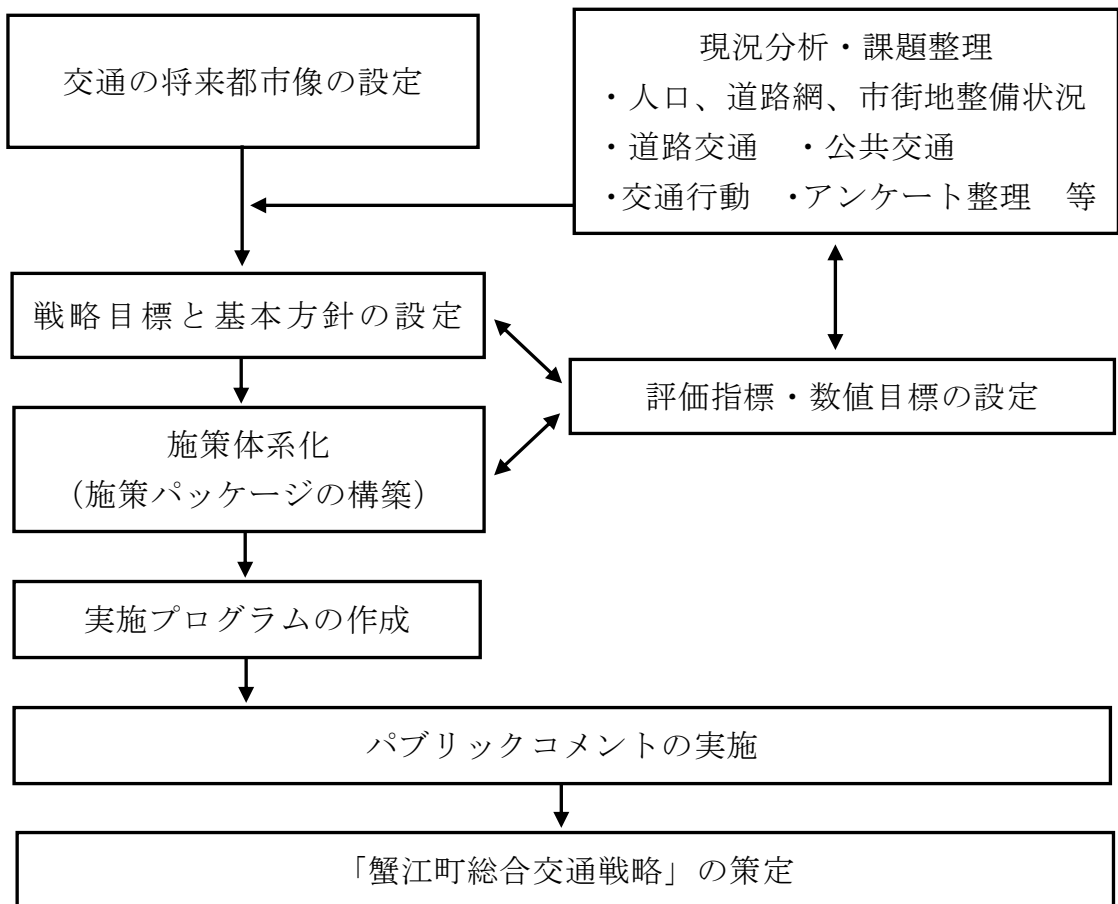 交通の将来都市像の設定
現況分析・課題整理
・人口、道路網、市街地整備状況
・道路交通　・公共交通
・交通行動　・アンケート整理　等
戦略目標と基本方針の設定
評価指標・数値目標の設定
施策体系化
（施策パッケージの構築）
実施プログラムの作成
パブリックコメントの実施
「蟹江町総合交通戦略」の策定